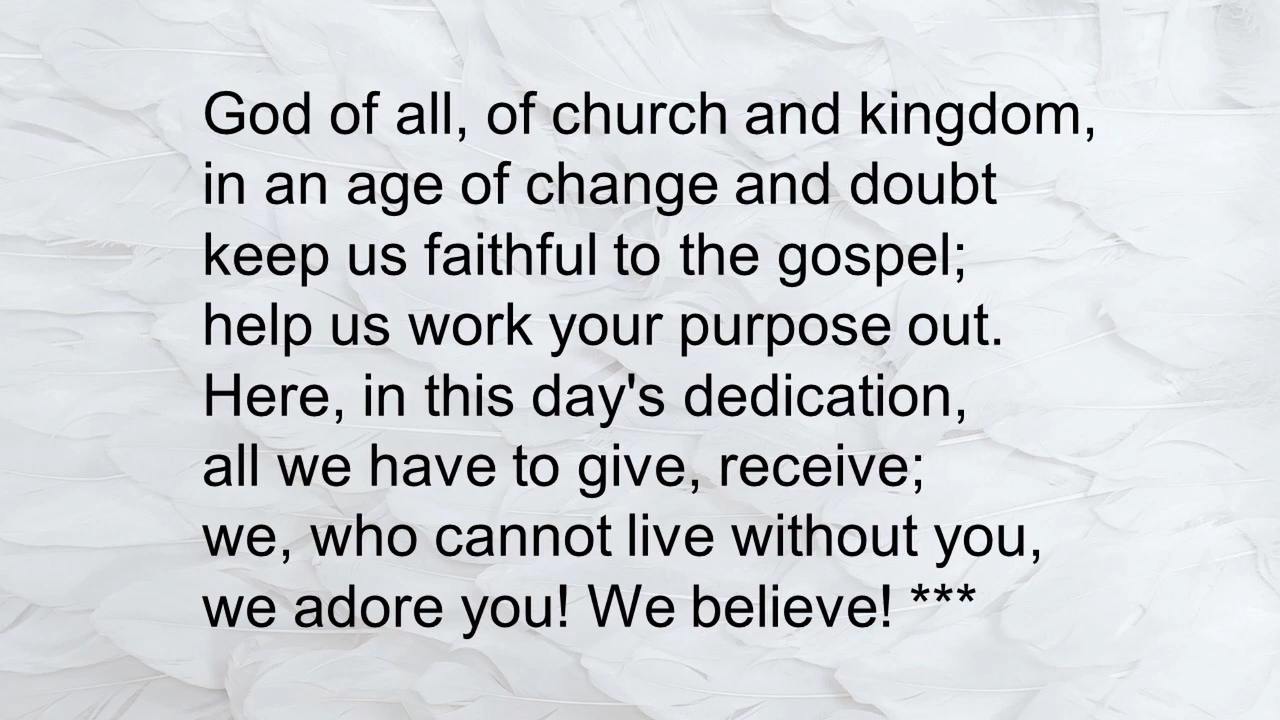 God of all, of church and kingdom,
in an age of change and doubt
keep us faithful to the gospel;
help us work your purpose out.
Here, in this day's dedication,
all we have to give, receive;
we, who cannot live without you,
we adore you! We believe! ***